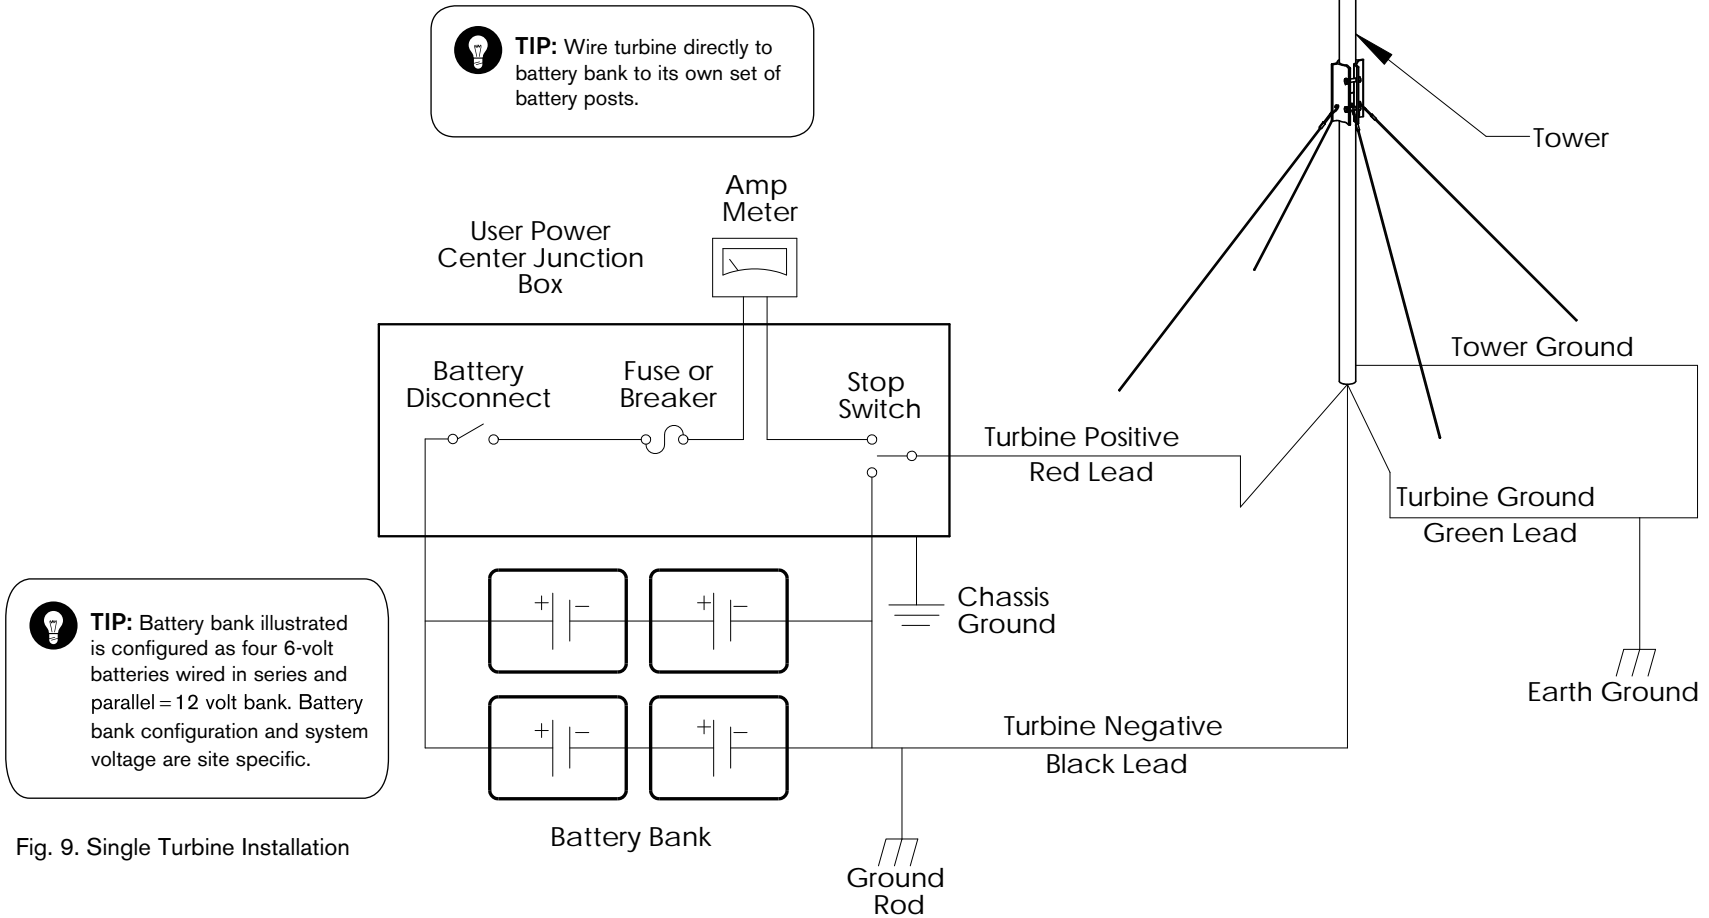 TIP: Wire turbine directly to
battery bank to its own set of
battery posts.
Tower
Amp
Meter
User Power
Center Junction
Box
Battery
Disconnect
Fuse or
Breaker
Stop
Switch
Tower Ground
Turbine Positive
Red Lead
Turbine Ground
Green Lead
+ −
+ −
Chassis
Ground
TIP: Battery bank illustrated
is configured as four 6-volt
batteries wired in series and
parallel = 12 volt bank. Battery
bank configuration and system
voltage are site specific.
Earth Ground
+ −
+ −
Turbine Negative
Black Lead
Battery Bank
Fig. 9. Single Turbine Installation
Ground
Rod